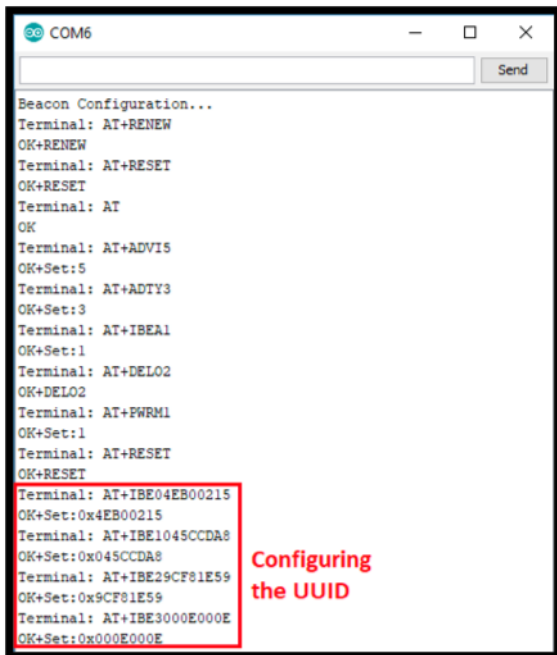 COM6
Send
Beacon Configuration...
Terminal: AT+RENEW
OK+RENEW
Terminal: AT+RESET
OK+RESET
Terminal: AT
OK
Terminal: AT+ADVI5
OK+Set:5
Terminal: AT+ADTY3
OK+Set:3
Terminal: AT+IBEA1
OK+Set:1
Terminal: AT+DELO2
OK+DELO2
Terminal: AT+PWRM1
OK+Set:1
Terminal: AT+RESET
OK+RESET
Terminal: AT+IBE04EB00215
OK+Set:0x4EB00215
Terminal: AT+IBE1045CCDA8
OK+Set:0x045CCDA8
Terminal: AT+IBE29CF81E59
OK+Set:0x9CF81E59
Terminal: AT+IBE3000E000E
OK+Set:0x000E000E
Configuring
the UUID